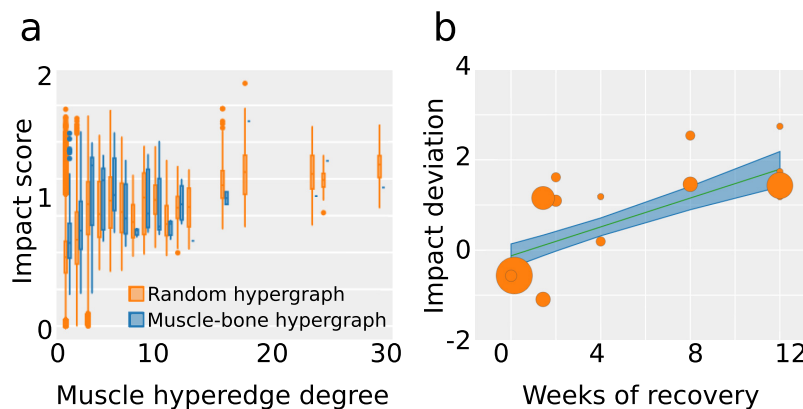 a
b
2
1
0
Impact score
Random hypergraph
Muscle-bone hypergraph
0 10 20 30
Muscle hyperedge degree
4
2
0
-2
Impact deviation
0 4 8 12
Weeks of recovery